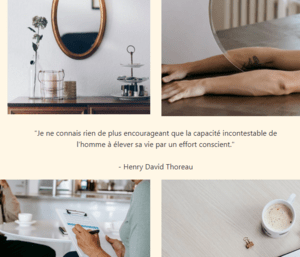 "Je ne connais rien de plus encourageant que la capacité incontestable de
l'homme à élever sa vie par un effort conscient."
- Henry David Thoreau